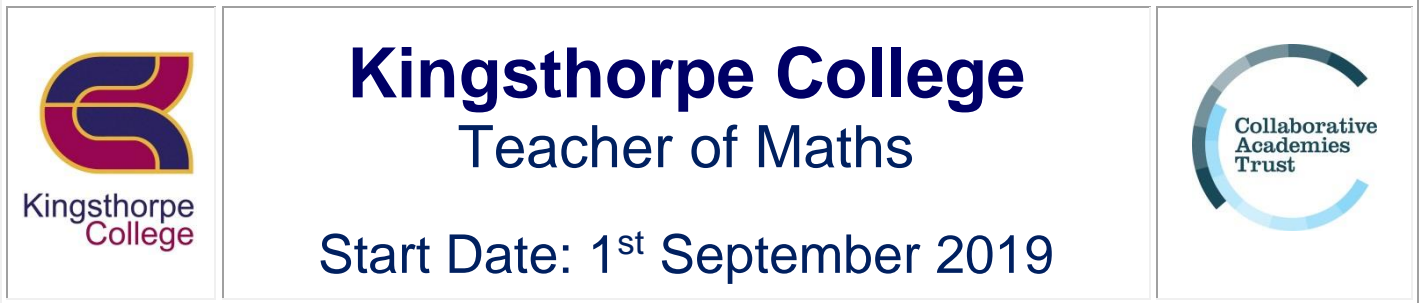 Kingsthorpe
College
Kingsthorpe College
Teacher of Maths
Start Date: 1st September 2019
Collaborative
Academies
Trust